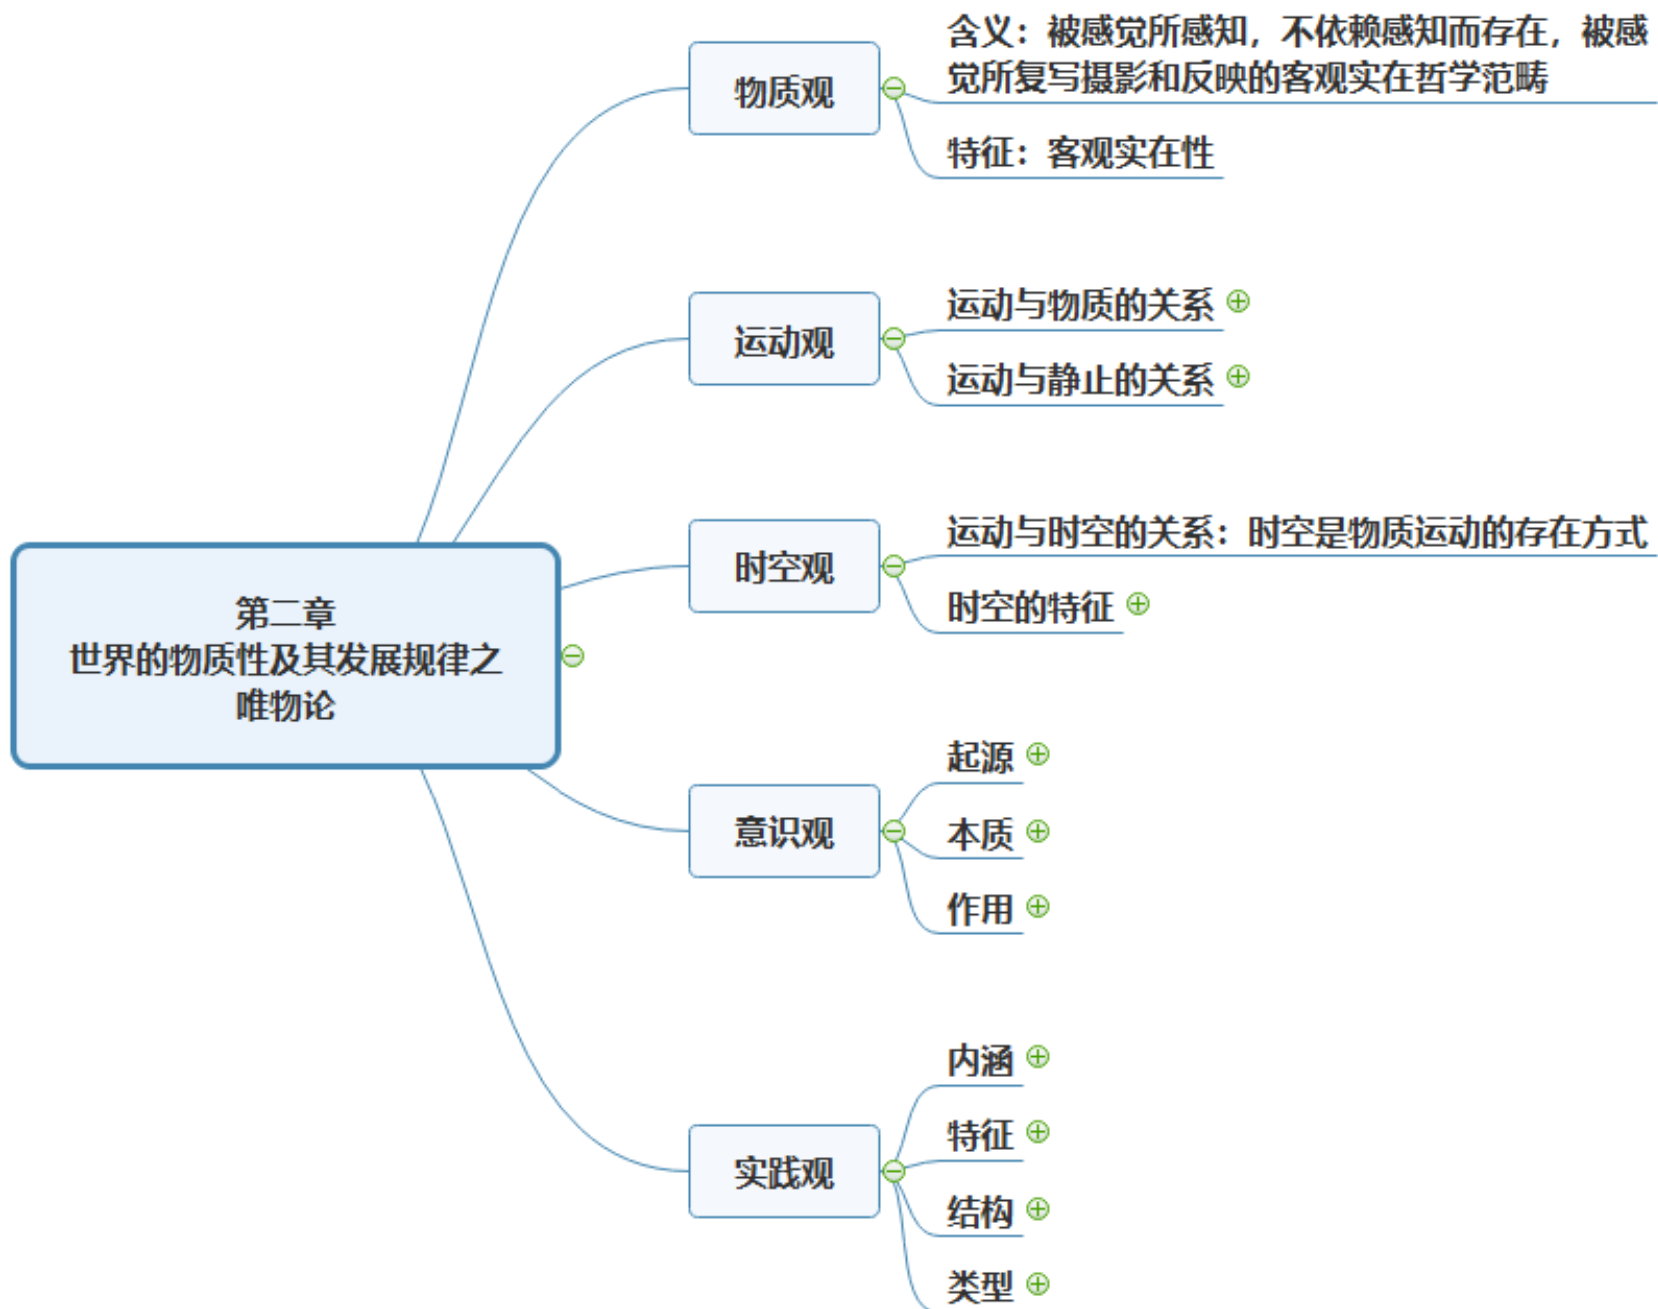 第二章
世界的物质性及其发展规律之
唯物论
物质观
含义：被感觉所感知，不依赖感知而存在，被感
觉所复写摄影和反映的客观实在哲学范畴
特征：客观实在性
运动观
运动与物质的关系
运动与静止的关系
时空观
运动与时空的关系：时空是物质运动的存在方式
时空的特征
意识观
起源
本质
作用
实践观
内涵
特征
结构
类型